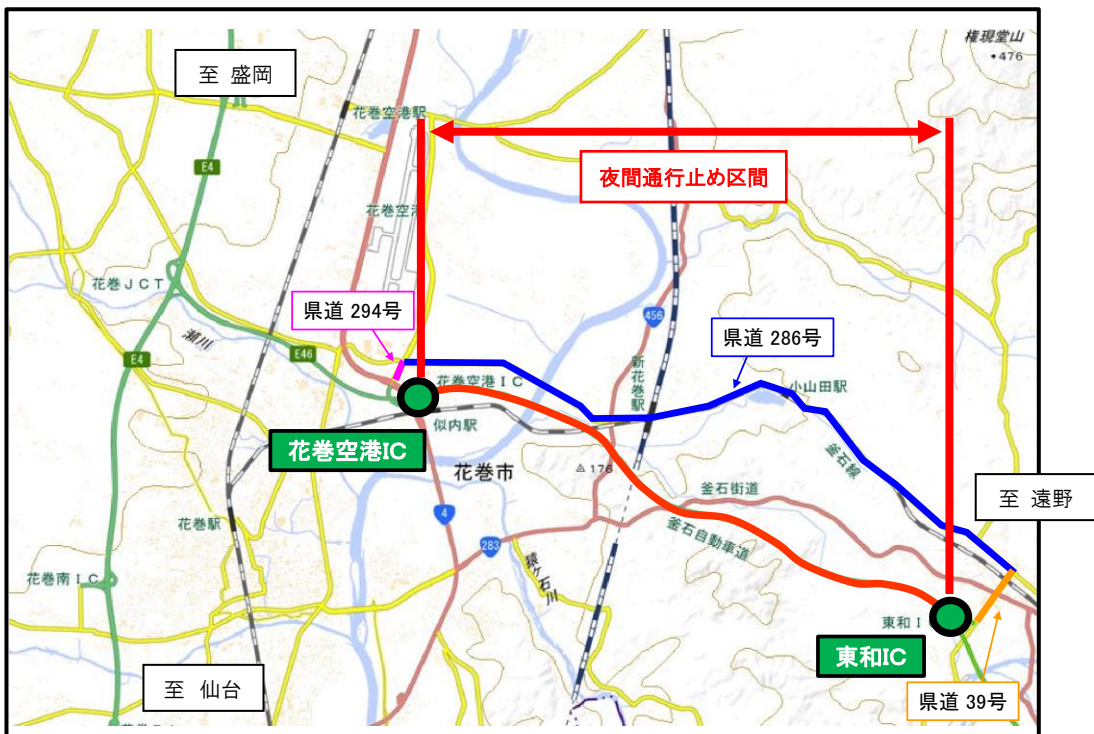 権現堂山
・476
至 盛岡
花巻空港駅
E4
夜間通行止め区間
花巻空港
花巻JCT
県道 294号
瀬川
456
県道 286号
E4
E46
新花巻駅
花巻空港IC
小山田駅
似内駅
花巻空港IC
花巻市
△ 176
釜石線
釜石街道
至 遠野
4
花巻駅
釜石自動車道
283
花巻南IC
猿ヶ石川
東和I
東和IC
至 仙台
県道 39号